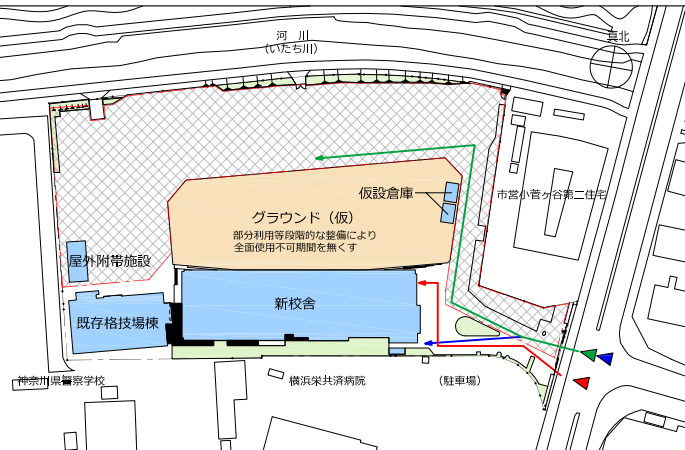 河　川
（いたち川）
真北
仮設倉庫
市営小菅ヶ谷第二住宅
グラウンド（仮）
部分利用等段階的な整備により
全面使用不可期間を無くす
屋外附帯施設
新校舎
既存格技場棟
神奈川県警察学校
横浜栄共済病院
（駐車場）